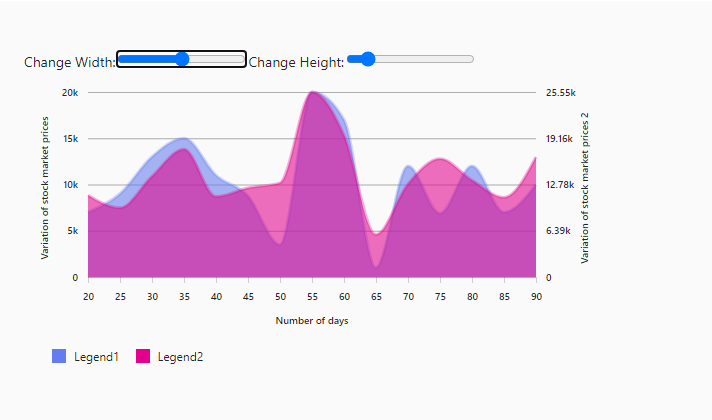 Change Width: Change Height:
20k
15k
10k
5k
0
Variation of stock market prices
25.55k
19.16k
12.78k
6.39k
0
Variation of stock market prices 2
20 25 30 35 40 45 50 55 60 65 70 75 80 85 90
Number of days
Legend1 Legend2